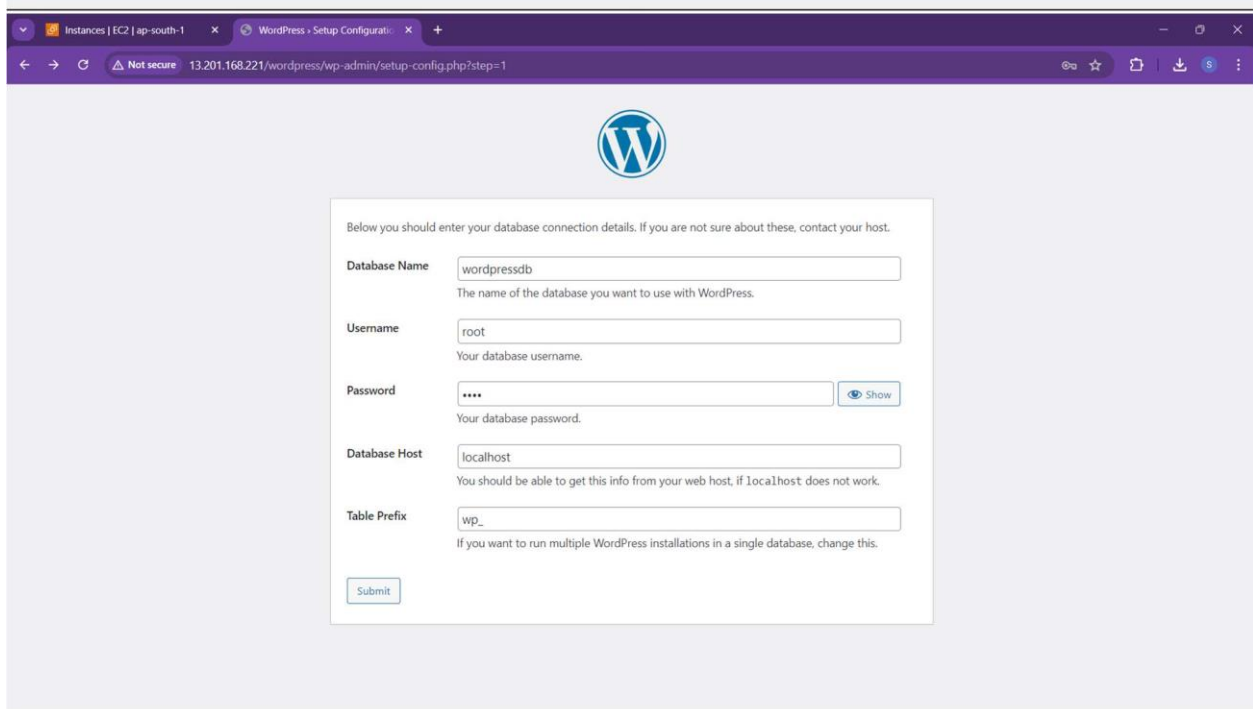 Instances | EC2 | ap-south-1
WordPress › Setup Configuratio
Not secure 13.201.168.221/wordpress/wp-admin/setup-config.php?step=1
S
Below you should enter your database connection details. If you are not sure about these, contact your host.
Database Name wordpressdb
The name of the database you want to use with WordPress.
Username root
Your database username.
Password •••• Show
Your database password.
Database Host localhost
You should be able to get this info from your web host, if localhost does not work.
Table Prefix wp_
If you want to run multiple WordPress installations in a single database, change this.
Submit